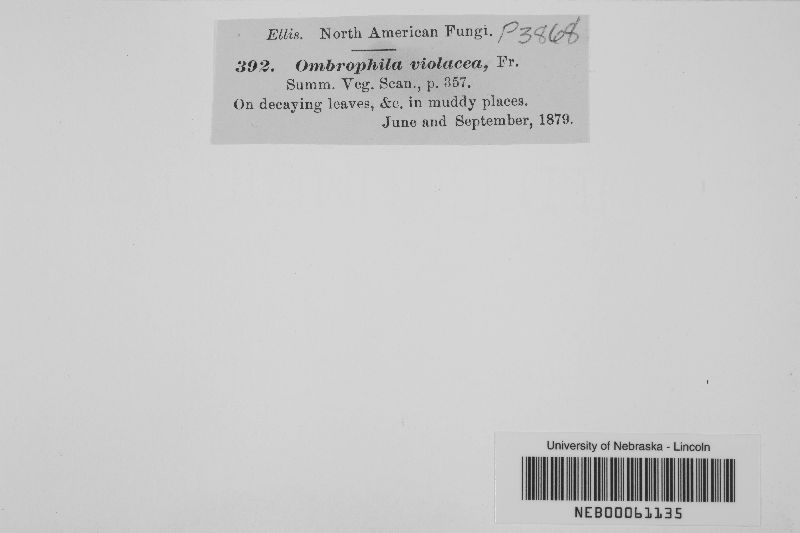 Ellis. North American Fungi. P3868
392. Ombrophila violacea, Fr.
Summ. Veg. Scan., p. 357.
On decaying leaves, &c. in muddy places.
June and September, 1879.
University of Nebraska - Lincoln
NEB00061135